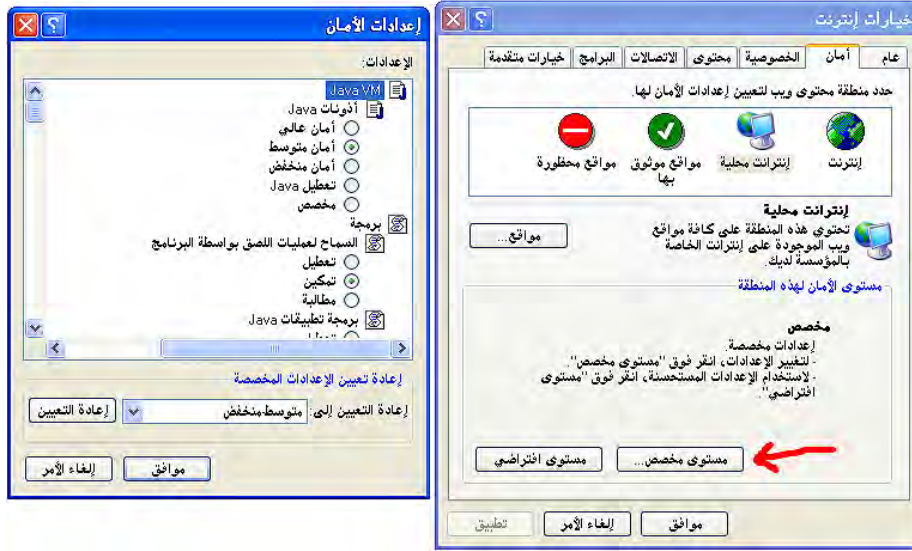 خيارات إنترنت
عام
أمان
الخصوصية
محتوى
الاتصالات
البرامج
خيارات متقدمة
حدد منطقة محتوى ويب لتعيين إعدادات الأمان لها.
إنترنت
إنترانت محلية
مواقع موثوق
بها
مواقع محظورة
إنترانت محلية
تحتوي هذه المنطقة على كافة مواقع
ويب الموجودة على إنترانت الخاصة
بالمؤسسة لديك.
مواقع...
مستوى الأمان لهذه المنطقة
مخصص
إعدادات مخصصة.
- لتغيير الإعدادات، انقر فوق "مستوى مخصص".
- لاستخدام الإعدادات المستحسنة، انقر فوق "مستوى
افتراضي".
مستوى مخصص...
مستوى افتراضي
موافق
إلغاء الأمر
تطبيق
إعدادات الأمان
الإعدادات:
Java VM
أذونات Java
أمان عالي
أمان متوسط
أمان منخفض
تعطيل Java
مخصص
برمجة
السماح لعمليات اللصق بواسطة البرنامج
تعطيل
تمكين
مطالبة
برمجة تطبيقات Java
إعادة تعيين الإعدادات المخصصة
إعادة التعيين إلى:
متوسط-منخفض
إعادة التعيين
موافق
إلغاء الأمر